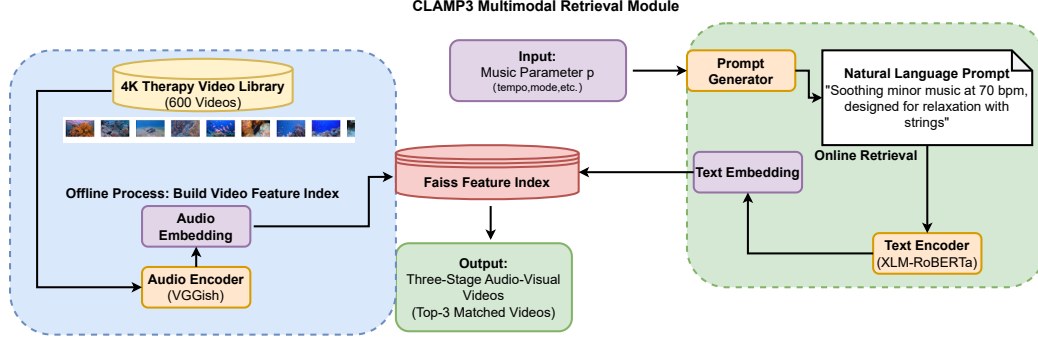 CLAMP3 Multimodal Retrieval Module
4K Therapy Video Library
(600 Videos)
Offline Process: Build Video Feature Index
Audio
Embedding
Audio Encoder
(VGGish)
Input:
Music Parameter p
(tempo,mode,etc.)
Faiss Feature Index
Output:
Three-Stage Audio-Visual
Videos
(Top-3 Matched Videos)
Prompt
Generator
Natural Language Prompt
"Soothing minor music at 70 bpm,
designed for relaxation with
strings"
Online Retrieval
Text Embedding
Text Encoder
(XLM-RoBERTa)